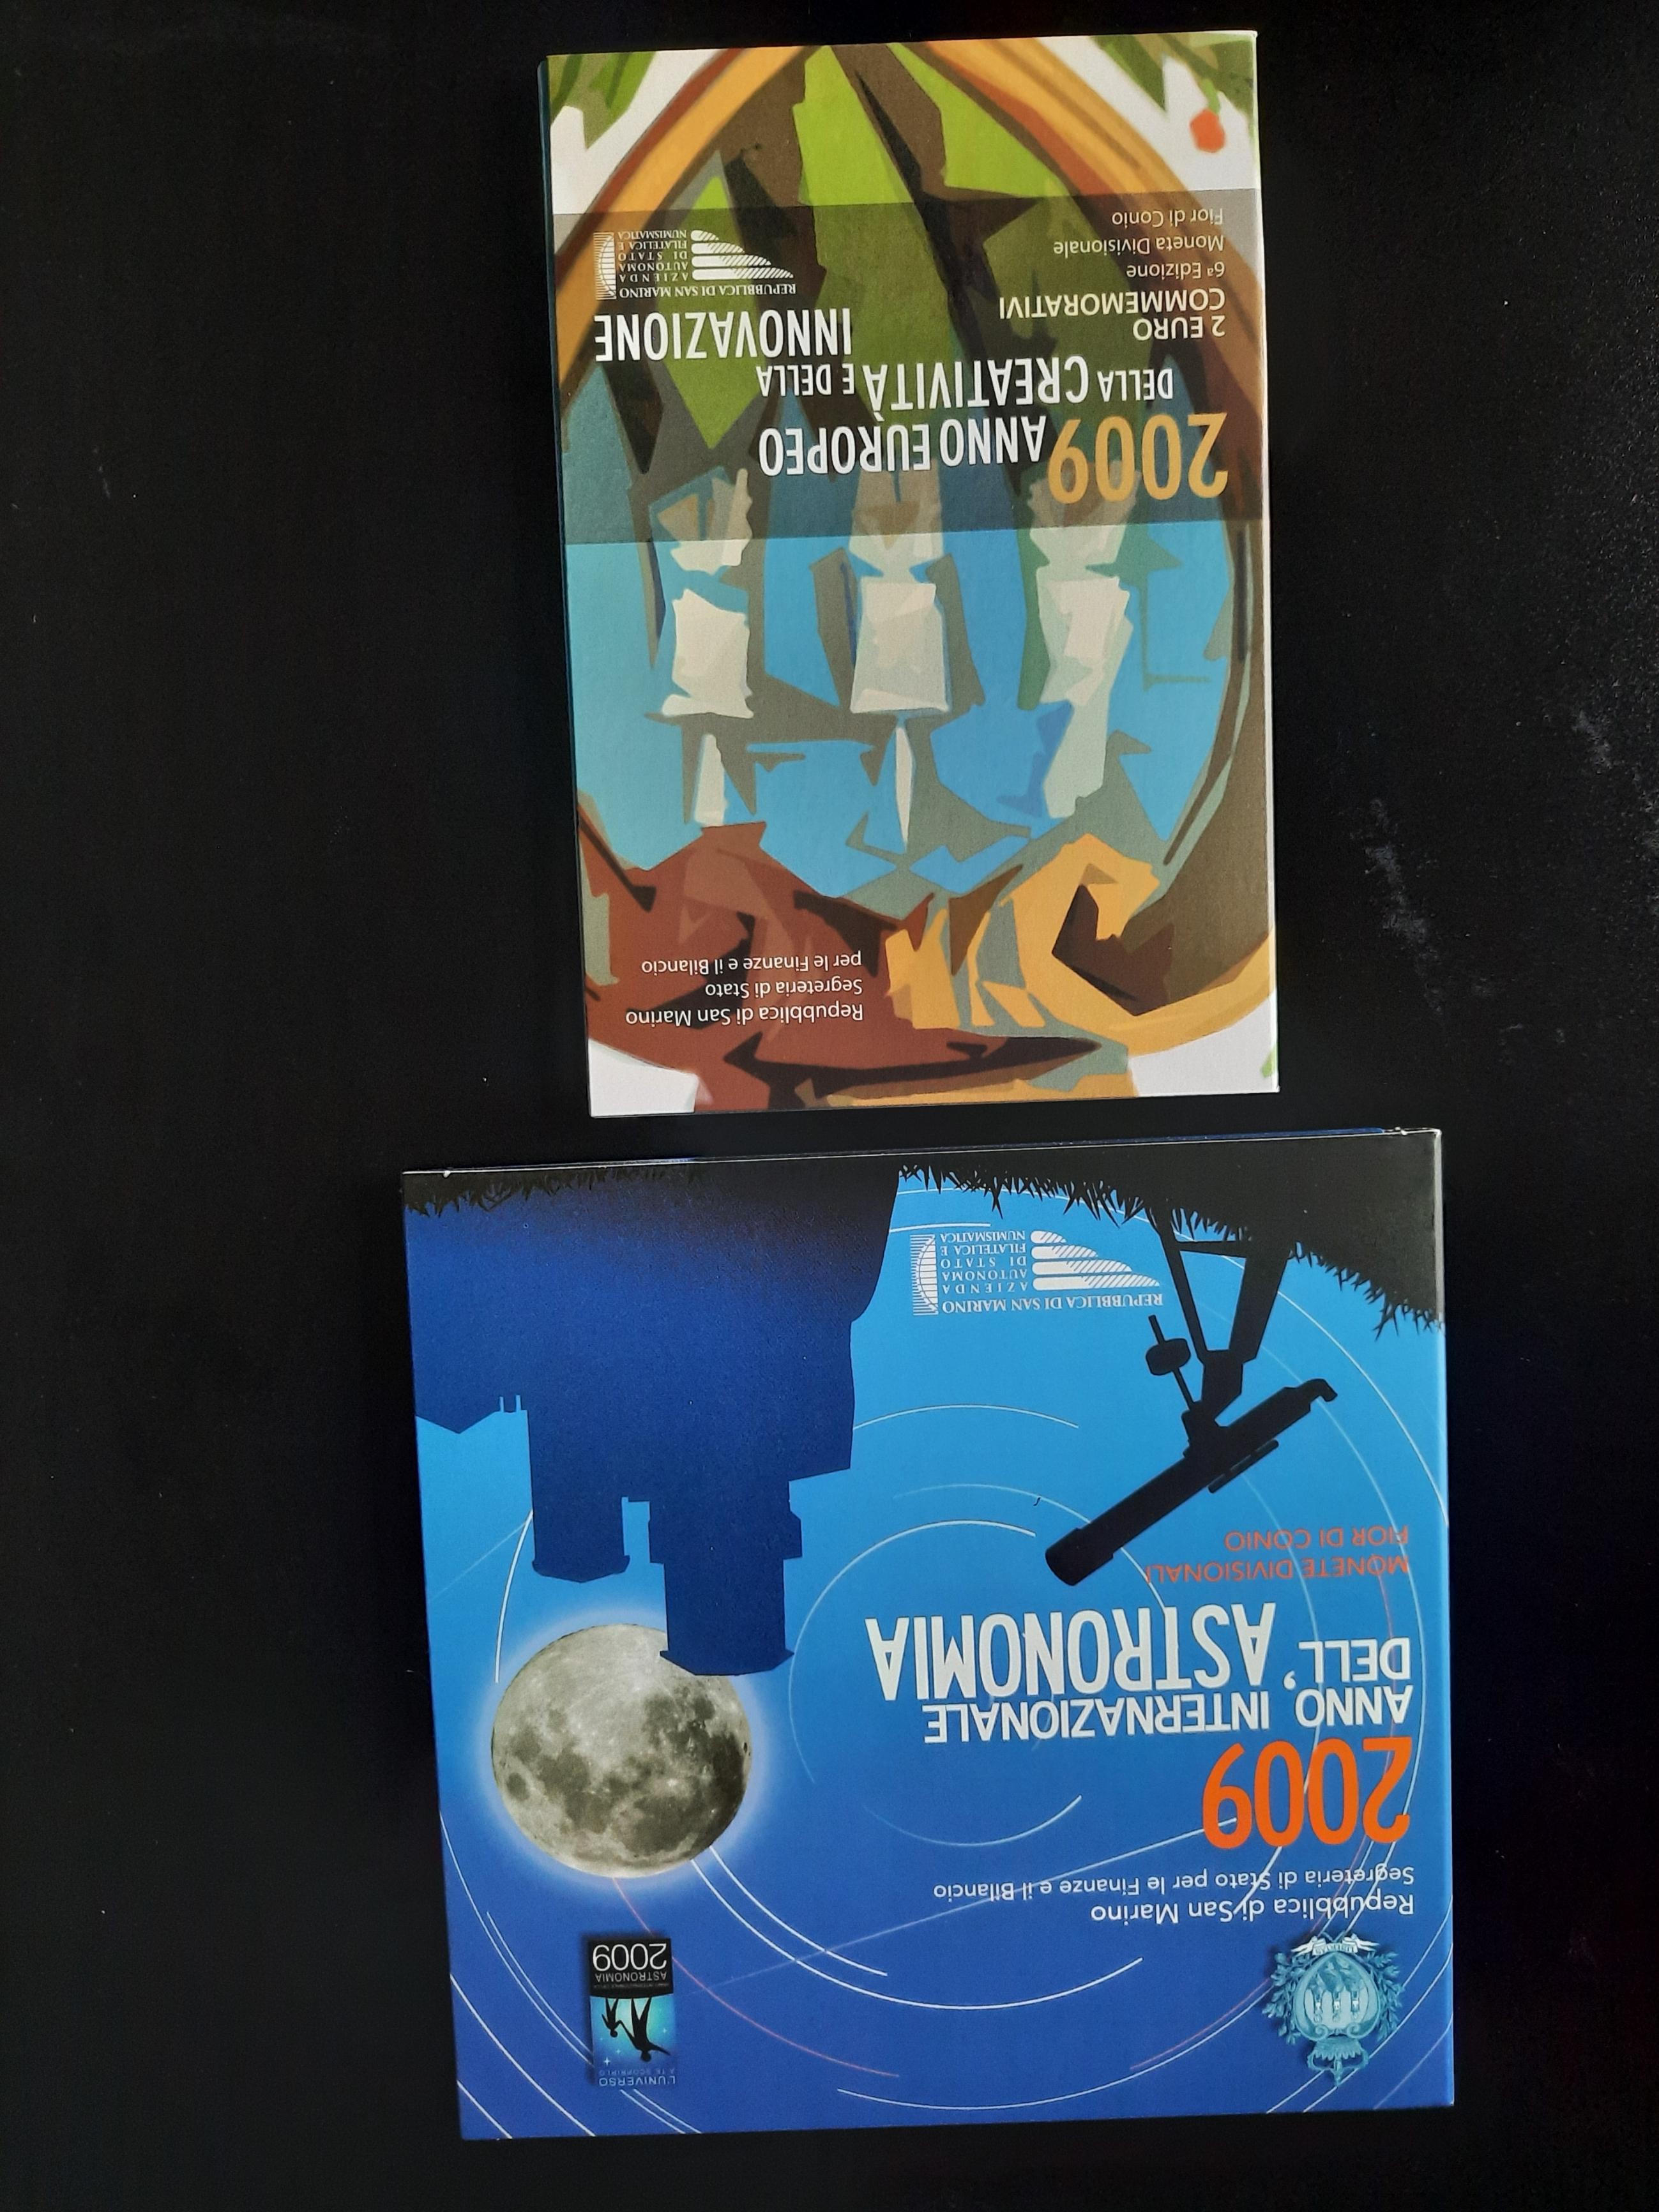 Repubblica di San Marino
Segreteria di Stato per le Finanze e il Bilancio
L'UNIVERSO
A TE SCOPRIRLO
ASTRONOMIA
2009
2009
ANNO INTERNAZIONALE
DELL'ASTRONOMIA
MONETE DIVISIONALI
FIOR DI CONIO
REPUBBLICA DI SAN MARINO
AZIENDA
AUTONOMA
DI STATO
FILATELICA E
NUMISMATICA
Repubblica di San Marino
Segreteria di Stato
per le Finanze e il Bilancio
2009 ANNO EUROPEO
DELLA CREATIVITÀ E DELLA
INNOVAZIONE
2 EURO
COMMEMORATIVI
6ª Edizione
Moneta Divisionale
Fior di Conio
REPUBBLICA DI SAN MARINO
AZIENDA
AUTONOMA
DI STATO
FILATELICA E
NUMISMATICA